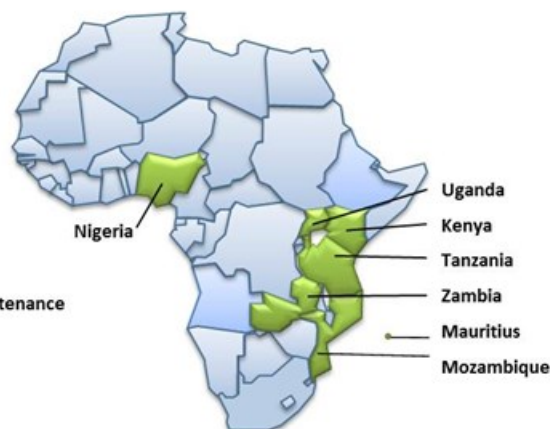 Uganda
Nigeria
Kenya
Tanzania
tenance
Zambia
Mauritius
Mozambique